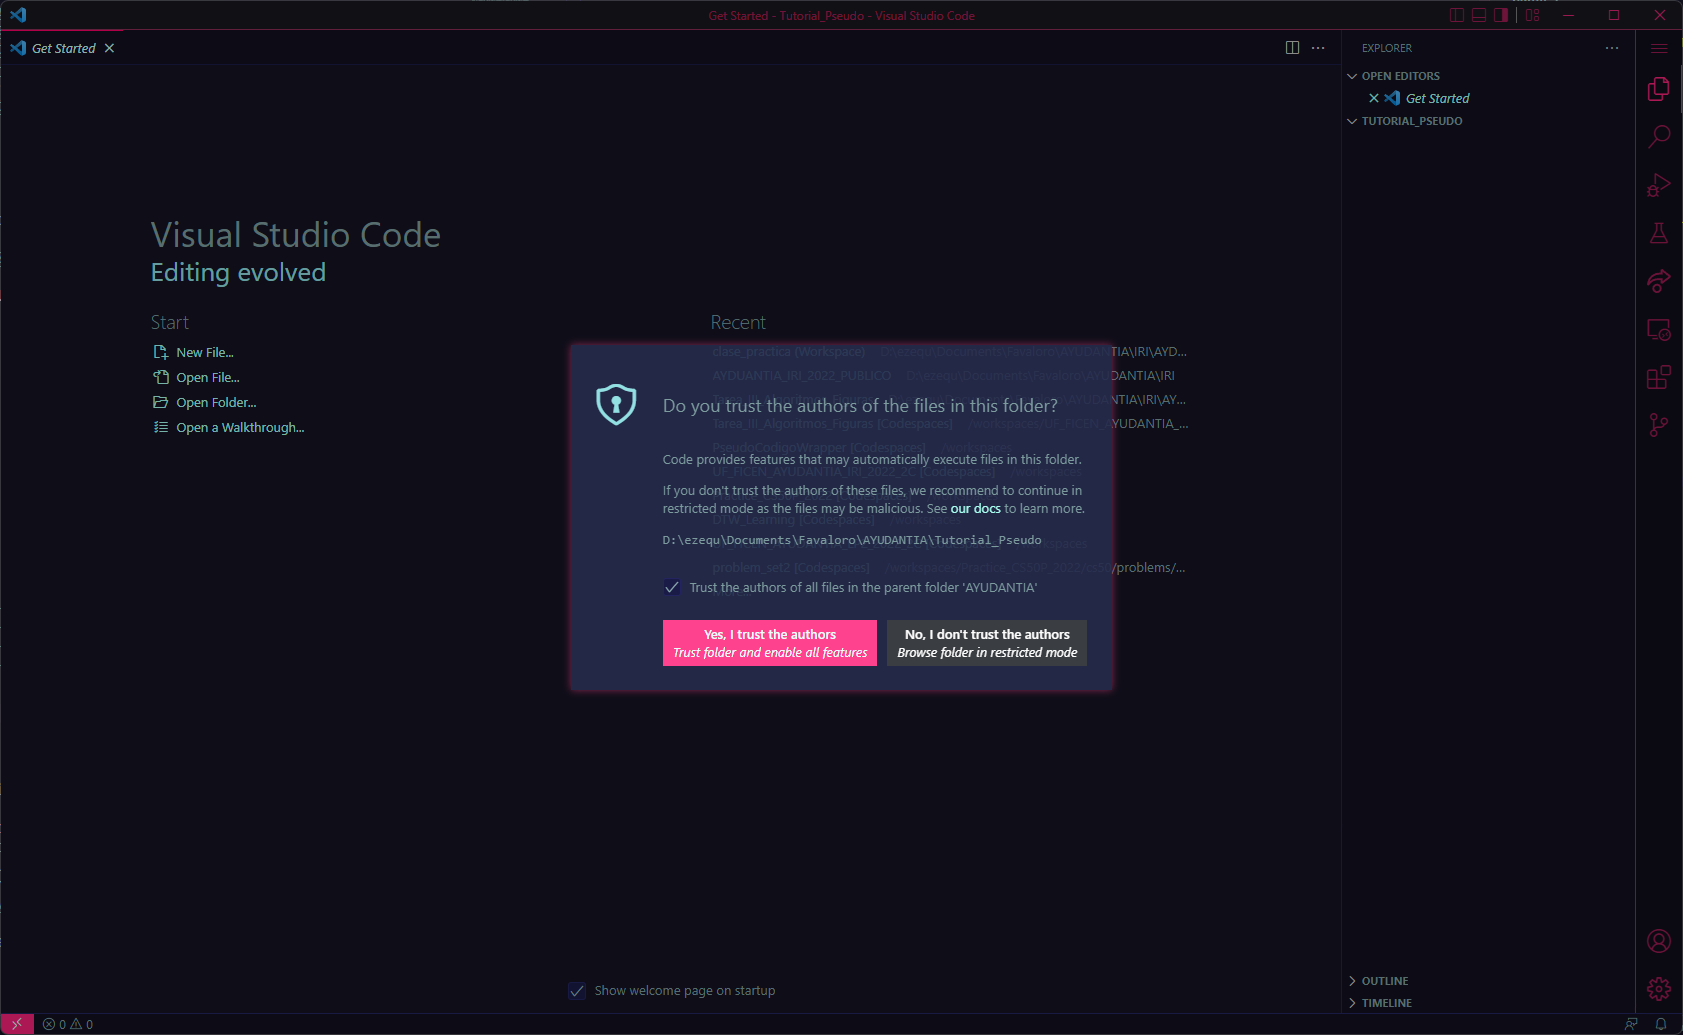 Get Started - Tutorial_Pseudo - Visual Studio Code
Get Started
EXPLORER
OPEN EDITORS
Get Started
TUTORIAL_PSEUDO
Visual Studio Code
Editing evolved
Start
New File...
Open File...
Open Folder...
Open a Walkthrough...
Recent
clase_practica (Workspace) D:\ezequ\Documents\Favaloro\AYUDANTIA\IRI\AYD...
AYDUANTIA_IRI_2022_PUBLICO D:\ezequ\Documents\Favaloro\AYUDANTIA\IRI
Tarea_(I)_Algoritmos_Figuras
Tarea_(I)_Algoritmos_Figuras [Codespaces] /workspaces/UF_FICEN_AYUDANTIA_...
PseudoCodigoWrapper [Codespaces] /workspaces
UF_FICEN_AYUDANTIA_IRI_2022_2C [Codespaces] /workspaces
DTW_Learning [Codespaces] /workspaces
problem_set2 [Codespaces] /workspaces/Practice_CS50P_2022/cs50/problems/...
Do you trust the authors of the files in this folder?
Code provides features that may automatically execute files in this folder.
If you don't trust the authors of these files, we recommend to continue in
restricted mode as the files may be malicious. See our docs to learn more.
D:\ezequ\Documents\Favaloro\AYUDANTIA\Tutorial_Pseudo
Trust the authors of all files in the parent folder 'AYUDANTIA'
Yes, I trust the authors
Trust folder and enable all features
No, I don't trust the authors
Browse folder in restricted mode
Show welcome page on startup
OUTLINE
TIMELINE
0 0